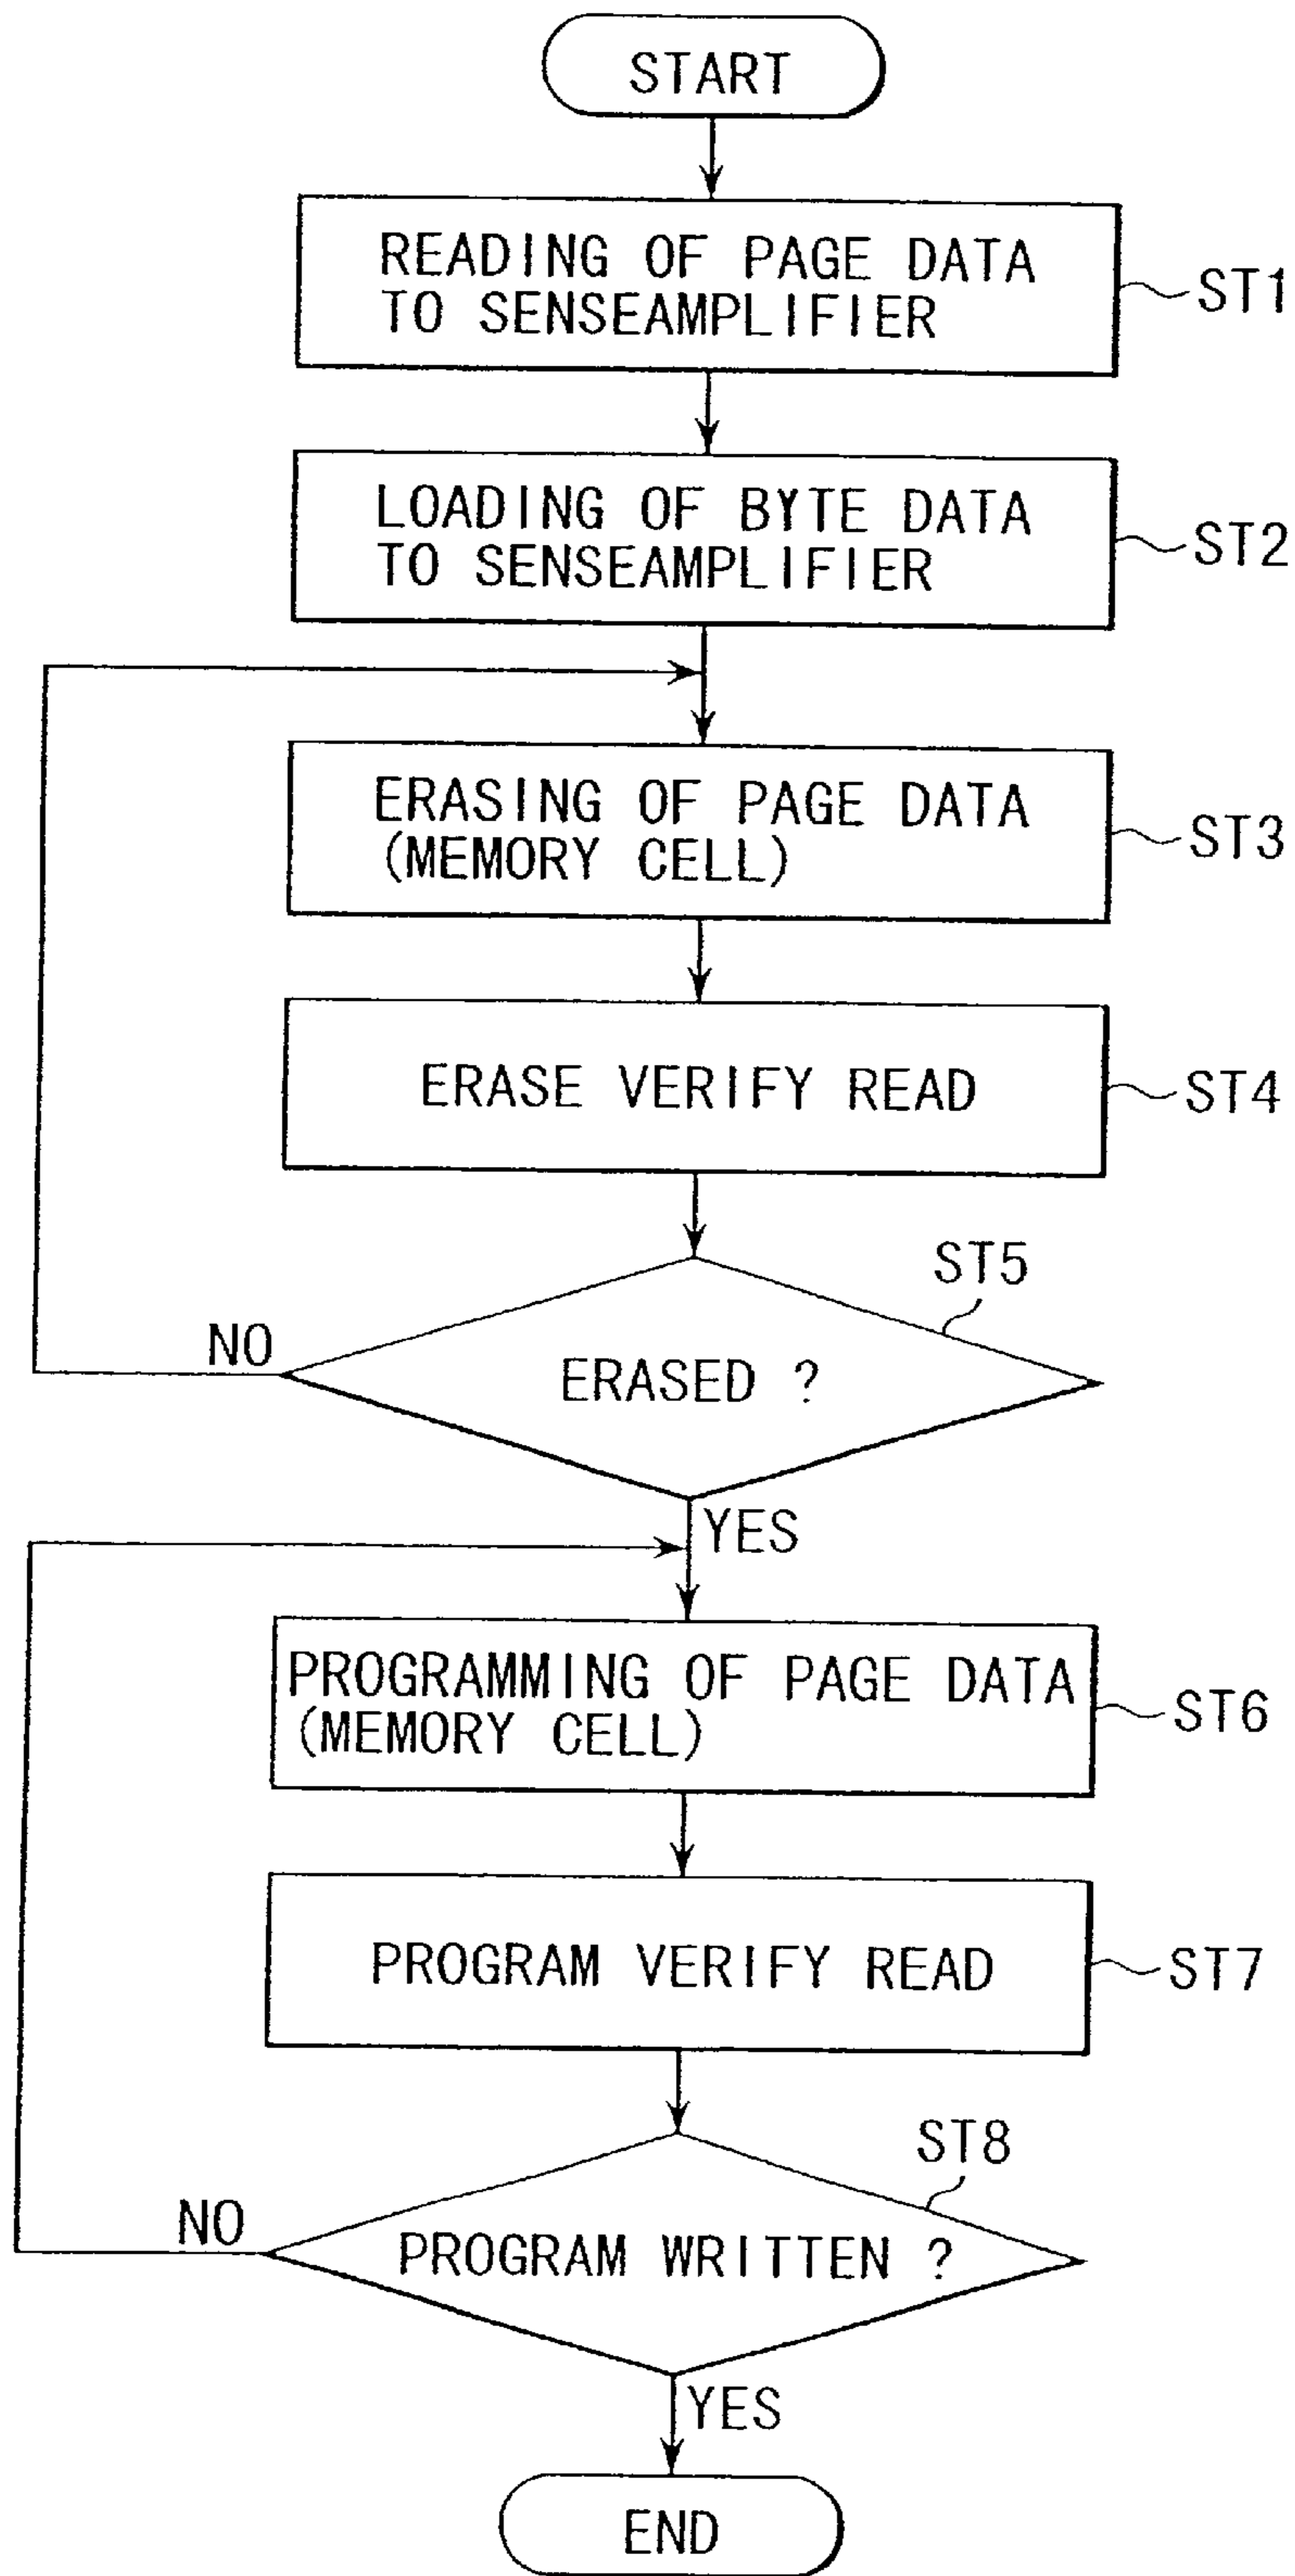 START
READING OF PAGE DATA
TO SENSEAMPLIFIER
ST1
LOADING OF BYTE DATA
TO SENSEAMPLIFIER
ST2
ERASING OF PAGE DATA
(MEMORY CELL)
ST3
ERASE VERIFY READ
ST4
ST5
NO
ERASED ?
YES
PROGRAMMING OF PAGE DATA
(MEMORY CELL)
ST6
PROGRAM VERIFY READ
ST7
ST8
NO
PROGRAM WRITTEN ?
YES
END